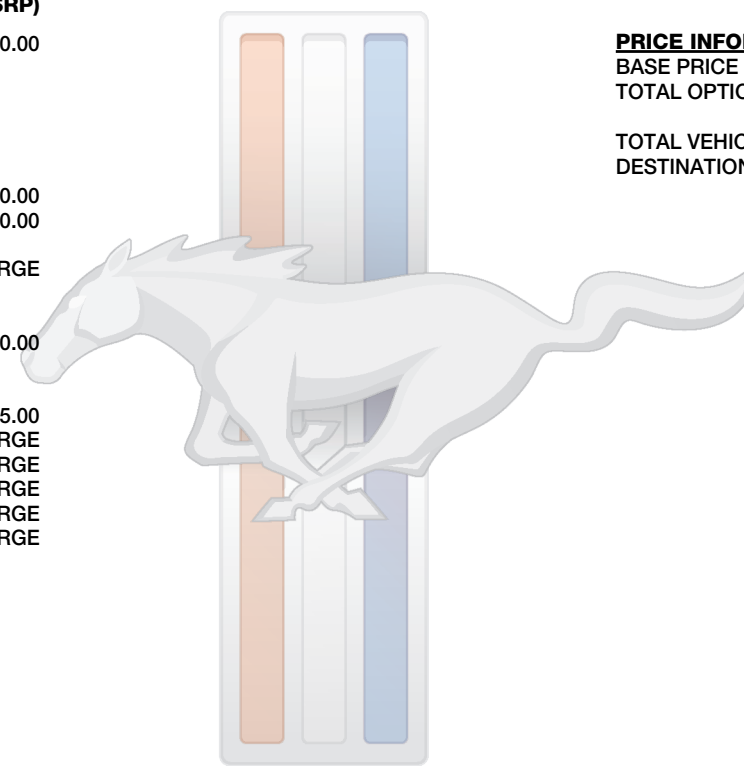 SRP)
0.00
0.00
0.00
RGE
0.00
5.00
RGE
RGE
RGE
RGE
RGE
PRICE INFO
BASE PRICE
TOTAL OPTIO
TOTAL VEHIC
DESTINATION